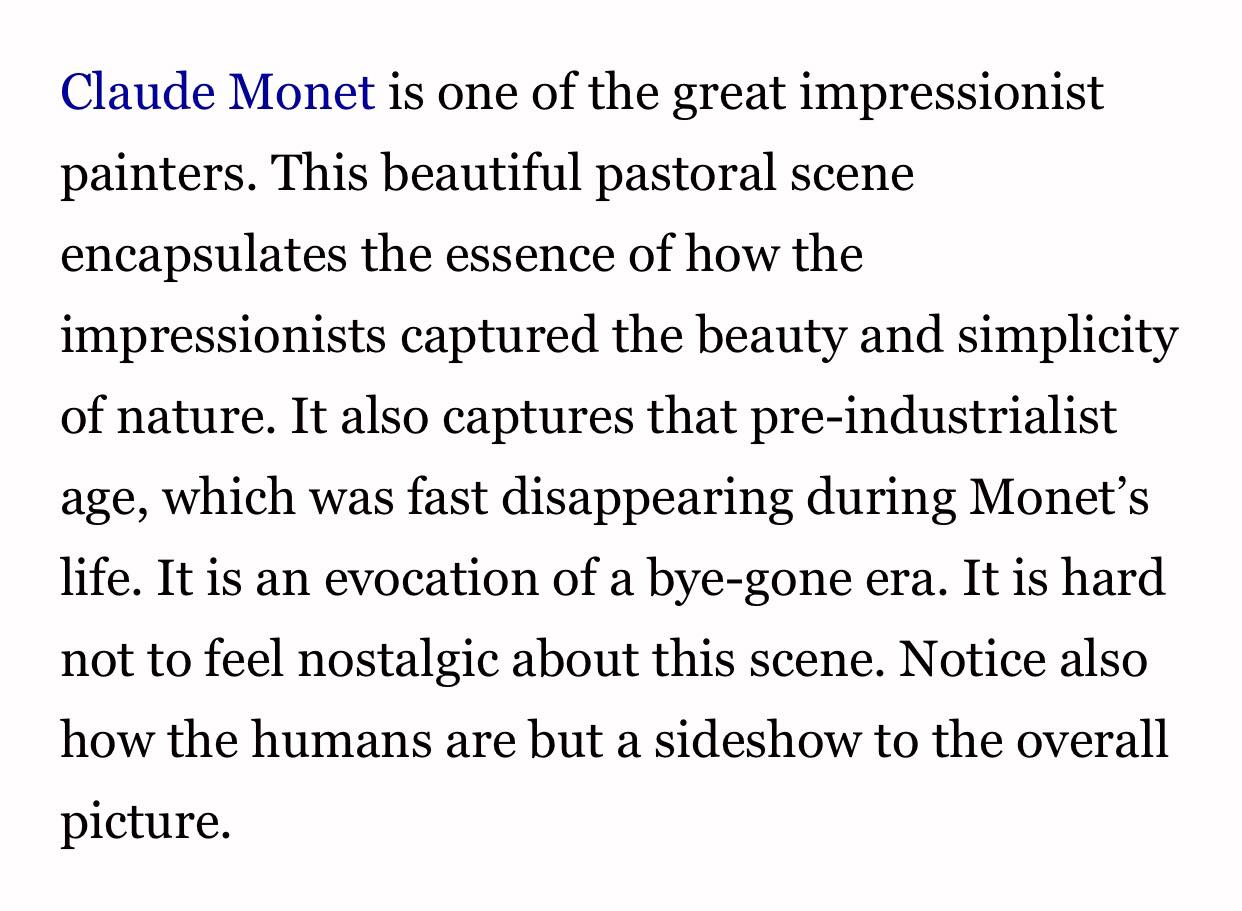 Claude Monet is one of the great impressionist
painters. This beautiful pastoral scene
encapsulates the essence of how the
impressionists captured the beauty and simplicity
of nature. It also captures that pre-industrialist
age, which was fast disappearing during Monet’s
life. It is an evocation of a bye-gone era. It is hard
not to feel nostalgic about this scene. Notice also
how the humans are but a sideshow to the overall
picture.